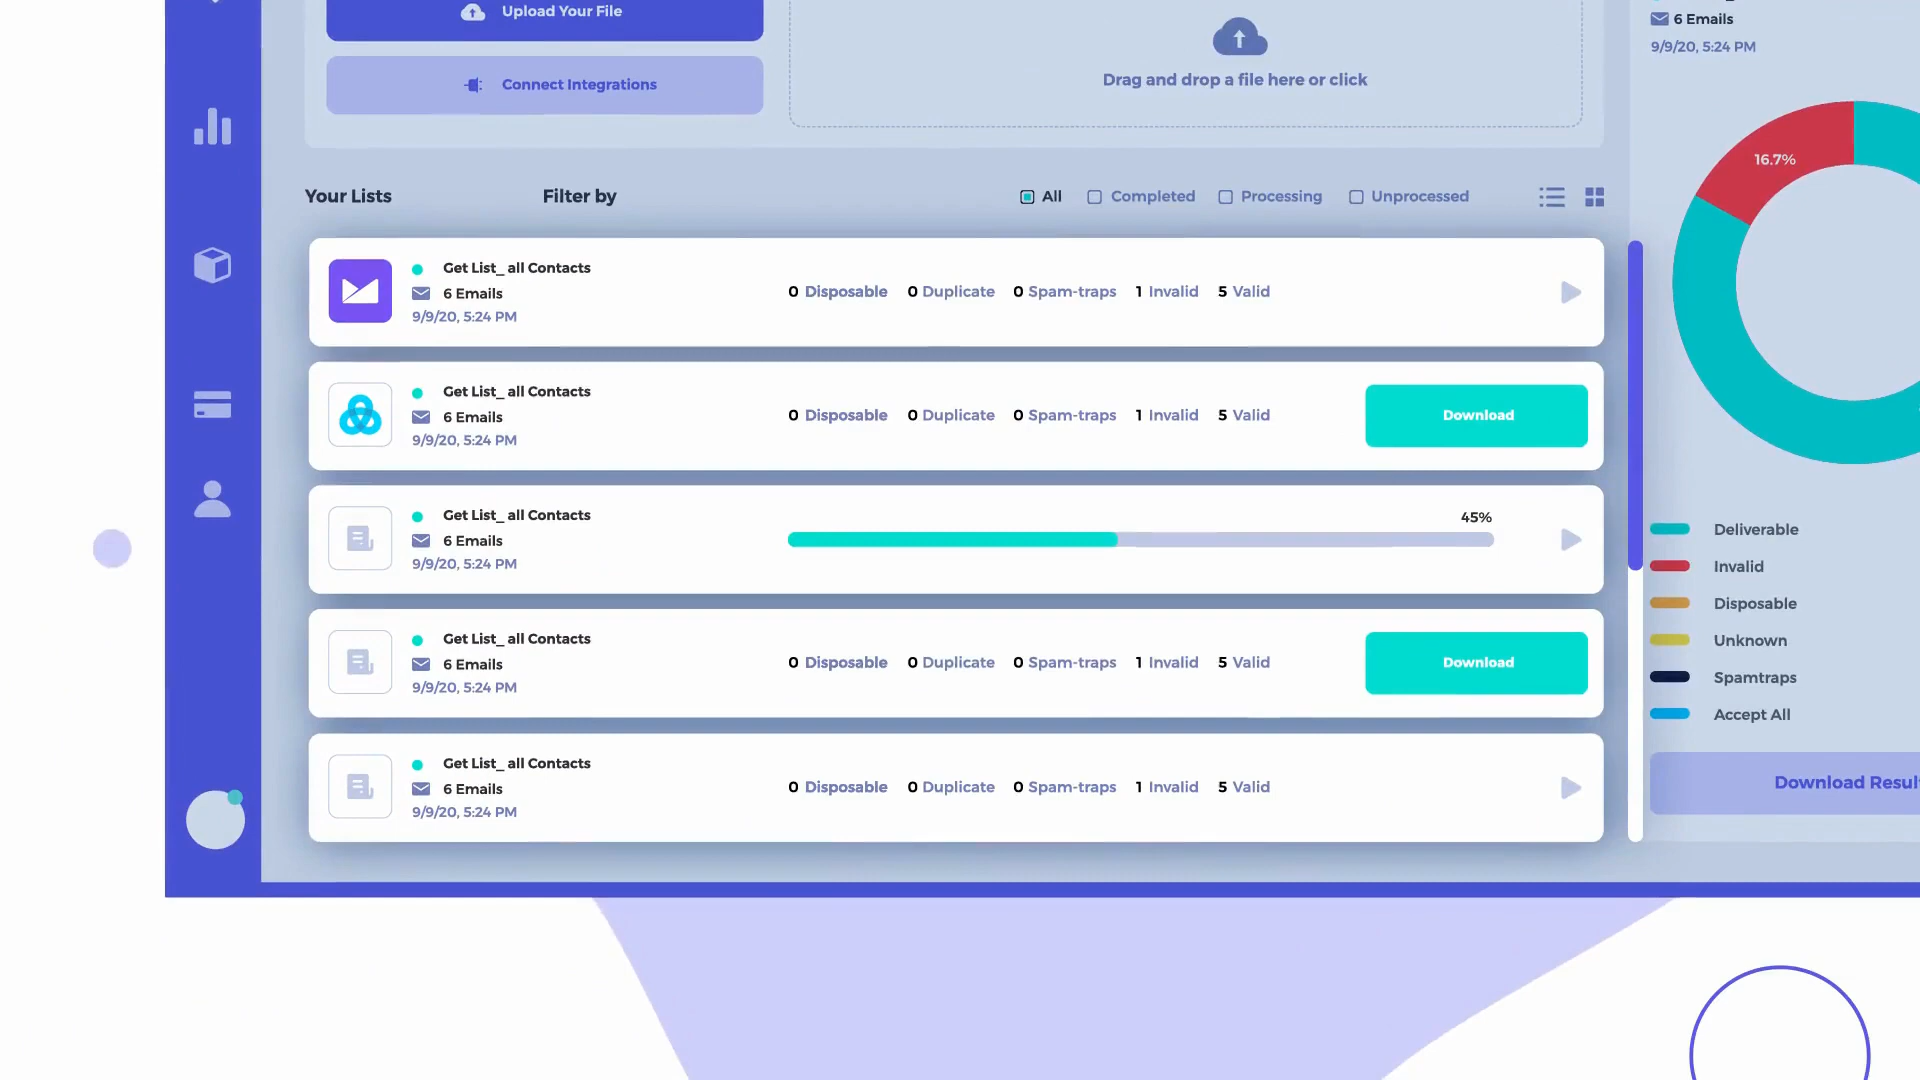 Upload Your File
Connect Integrations
Drag and drop a file here or click
6 Emails
9/9/20, 5:24 PM
16.7%
Your Lists
Filter by
All
Completed
Processing
Unprocessed
Get List_ all Contacts
6 Emails
9/9/20, 5:24 PM
0 Disposable 0 Duplicate 0 Spam-traps 1 Invalid 5 Valid
Get List_ all Contacts
6 Emails
9/9/20, 5:24 PM
0 Disposable 0 Duplicate 0 Spam-traps 1 Invalid 5 Valid
Download
Get List_ all Contacts
6 Emails
9/9/20, 5:24 PM
45%
Get List_ all Contacts
6 Emails
9/9/20, 5:24 PM
0 Disposable 0 Duplicate 0 Spam-traps 1 Invalid 5 Valid
Download
Get List_ all Contacts
6 Emails
9/9/20, 5:24 PM
0 Disposable 0 Duplicate 0 Spam-traps 1 Invalid 5 Valid
Deliverable
Invalid
Disposable
Unknown
Spamtraps
Accept All
Download